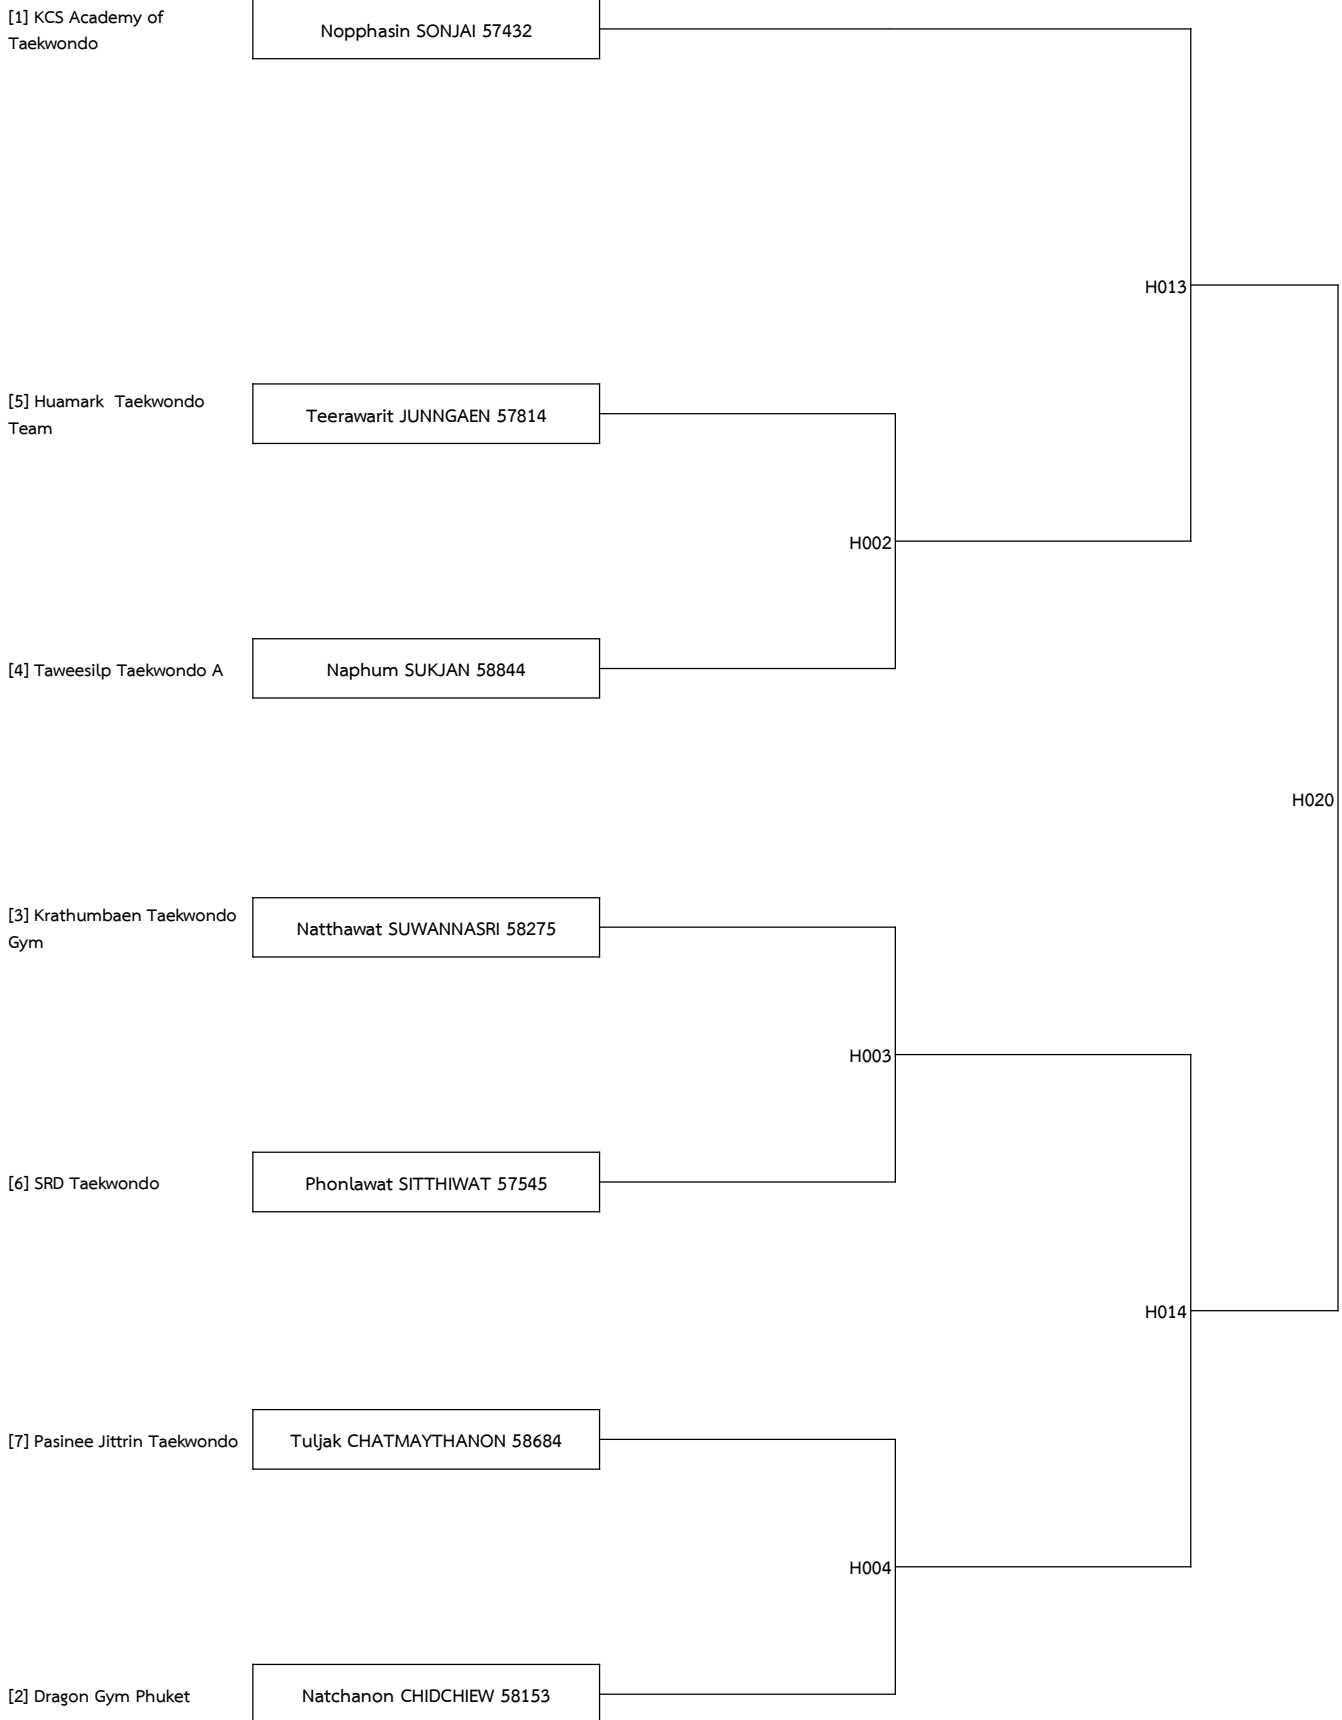 [1] KCS Academy of
Taekwondo
Nopphasin SONJAI 57432
H013
[5] Huamark  Taekwondo
Team
Teerawarit JUNNGAEN 57814
H002
[4] Taweesilp Taekwondo A
Naphum SUKJAN 58844
H020
[3] Krathumbaen Taekwondo
Gym
Natthawat SUWANNASRI 58275
H003
[6] SRD Taekwondo
Phonlawat SITTHIWAT 57545
H014
[7] Pasinee Jittrin Taekwondo
Tuljak CHATMAYTHANON 58684
H004
[2] Dragon Gym Phuket
Natchanon CHIDCHIEW 58153